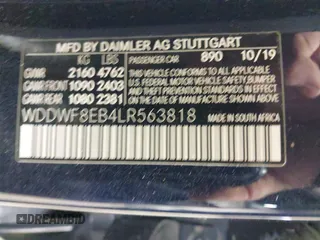 MFD BY DAIMLER AG STUTTGART
KG LBS PASSENGER CAR 890 10/19
GVWR 2160 4762
GAWR FRONT 1090 2403
GAWR REAR 1080 2381
THIS VEHICLE CONFORMS TO ALL
APPLICABLE U.S. FEDERAL MOTOR
VEHICLE SAFETY, BUMPER, AND
THEFT PREVENTION STANDARDS
IN EFFECT ON THE DATE OF
MANUFACTURE SHOWN ABOVE
WDDWF8EB4LR563818
MADE IN SOUTH AFRICA
DREAMBID